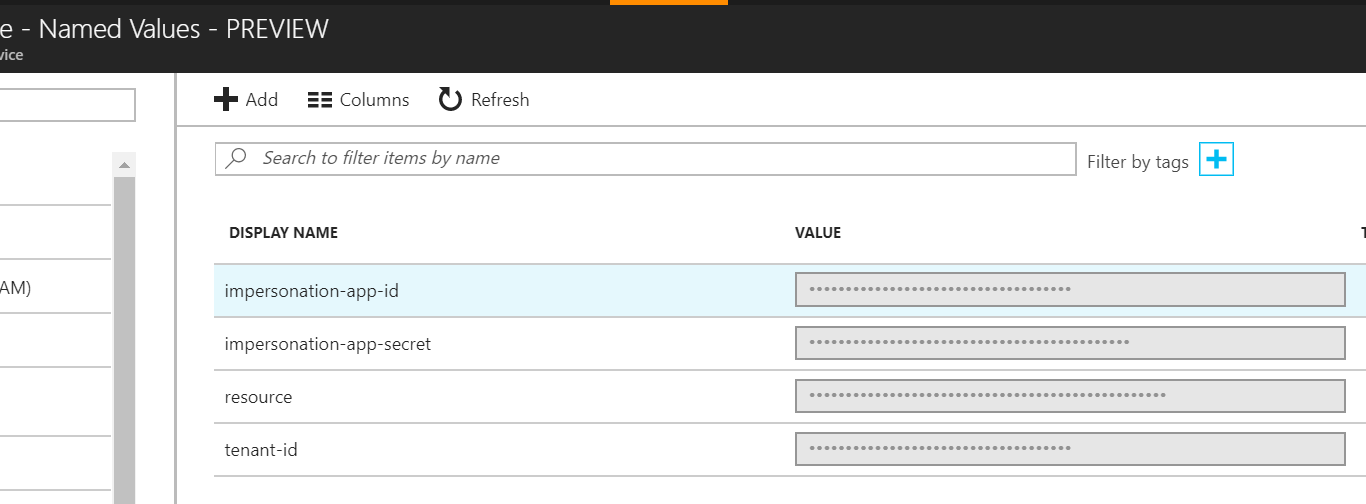 e - Named Values - PREVIEW
vice
Add Columns Refresh
Search to filter items by name Filter by tags
DISPLAY NAME VALUE T
AM)
impersonation-app-id ••••••••••••••••••••••••••••••••••••
impersonation-app-secret ••••••••••••••••••••••••••••••••••••••••••••
resource •••••••••••••••••••••••••••••••••••••••••••••••••
tenant-id ••••••••••••••••••••••••••••••••••••